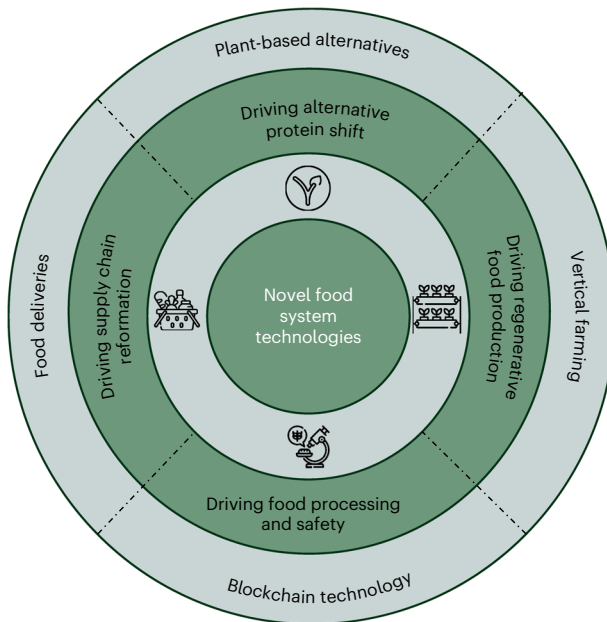 Plant-based alternatives
Driving alternative
protein shift
Food deliveries
Driving supply chain
reformation
Novel food
system
technologies
Driving regenerative
food production
Vertical farming
Driving food processing
and safety
Blockchain technology